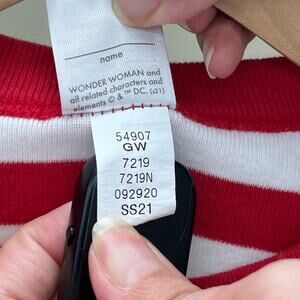 name
WONDER WOMAN and
all related characters and
elements © & ™ DC. (s21)
54907
GW
7219
7219N
092920
SS21